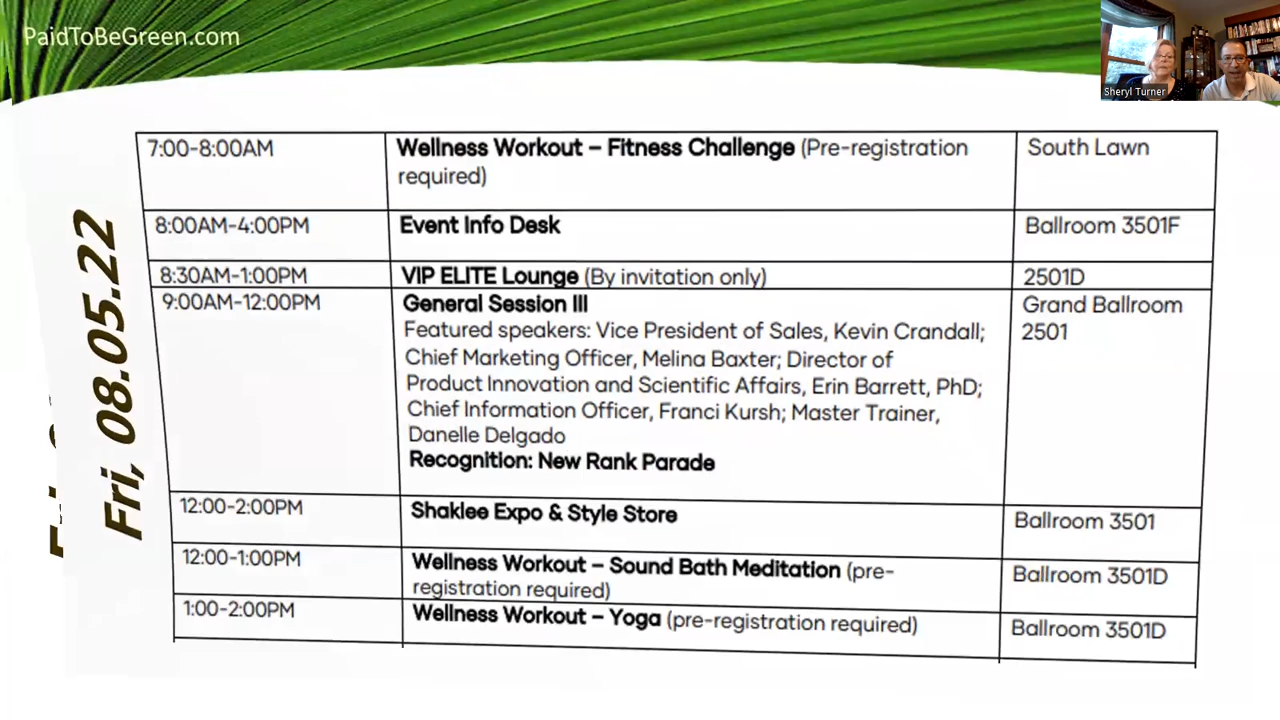 PaidToBeGreen.com
Sheryl Turner
Fri, 08.05.22
7:00-8:00AM
Wellness Workout – Fitness Challenge (Pre-registration
required)
South Lawn
8:00AM-4:00PM
Event Info Desk
Ballroom 3501F
8:30AM-1:00PM
VIP ELITE Lounge (By invitation only)
2501D
9:00AM-12:00PM
General Session III
Featured speakers: Vice President of Sales, Kevin Crandall;
Chief Marketing Officer, Melina Baxter; Director of
Product Innovation and Scientific Affairs, Erin Barrett, PhD;
Chief Information Officer, Franci Kursh; Master Trainer,
Danelle Delgado
Recognition: New Rank Parade
Grand Ballroom
2501
12:00-2:00PM
Shaklee Expo & Style Store
Ballroom 3501
12:00-1:00PM
Wellness Workout – Sound Bath Meditation (pre-
registration required)
Ballroom 3501D
1:00-2:00PM
Wellness Workout – Yoga (pre-registration required)
Ballroom 3501D